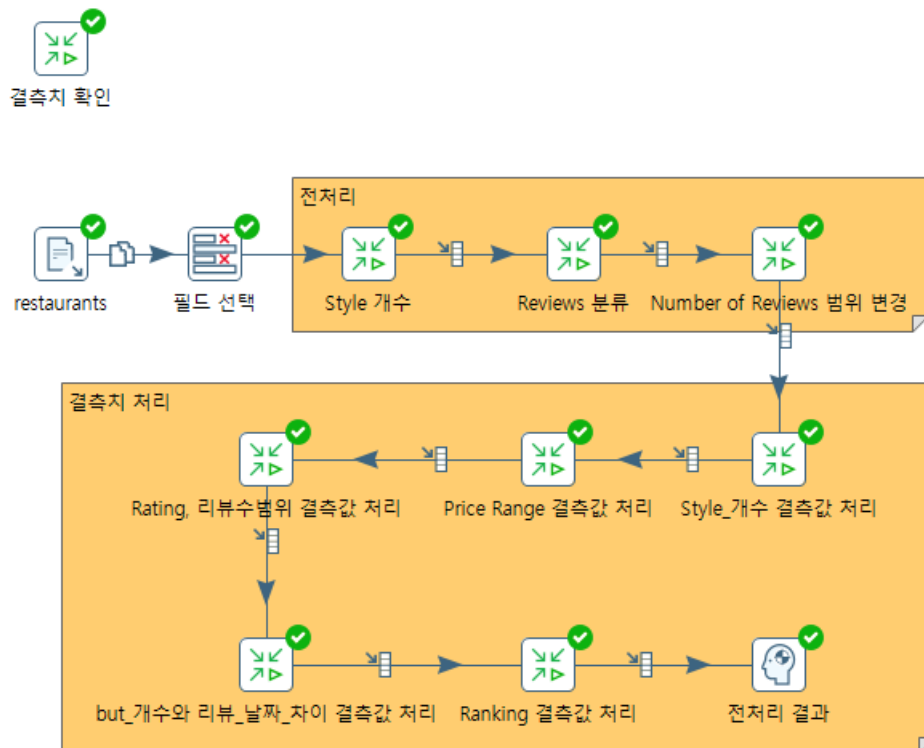 결측치 확인
전처리
restaurants
필드 선택
Style 개수
Reviews 분류
Number of Reviews 범위 변경
결측치 처리
Rating, 리뷰수범위 결측값 처리
Price Range 결측값 처리
Style_개수 결측값 처리
but_개수와 리뷰_날짜_차이 결측값 처리
Ranking 결측값 처리
전처리 결과